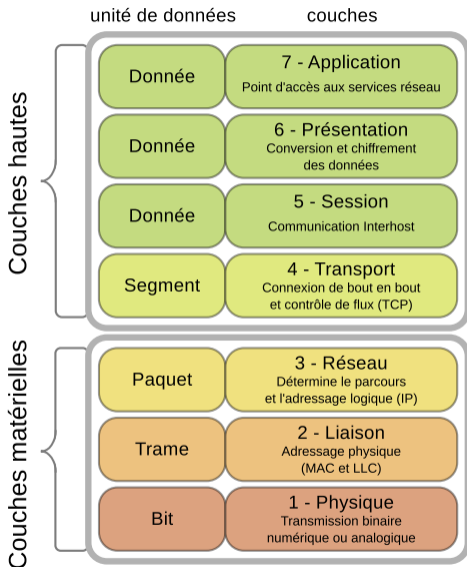 unité de données
couches
Couches hautes
Donnée
7 - Application
Point d'accès aux services réseau
Donnée
6 - Présentation
Conversion et chiffrement
des données
Donnée
5 - Session
Communication Interhost
Segment
4 - Transport
Connexion de bout en bout
et contrôle de flux (TCP)
Couches matérielles
Paquet
3 - Réseau
Détermine le parcours
et l'adressage logique (IP)
Trame
2 - Liaison
Adressage physique
(MAC et LLC)
Bit
1 - Physique
Transmission binaire
numérique ou analogique